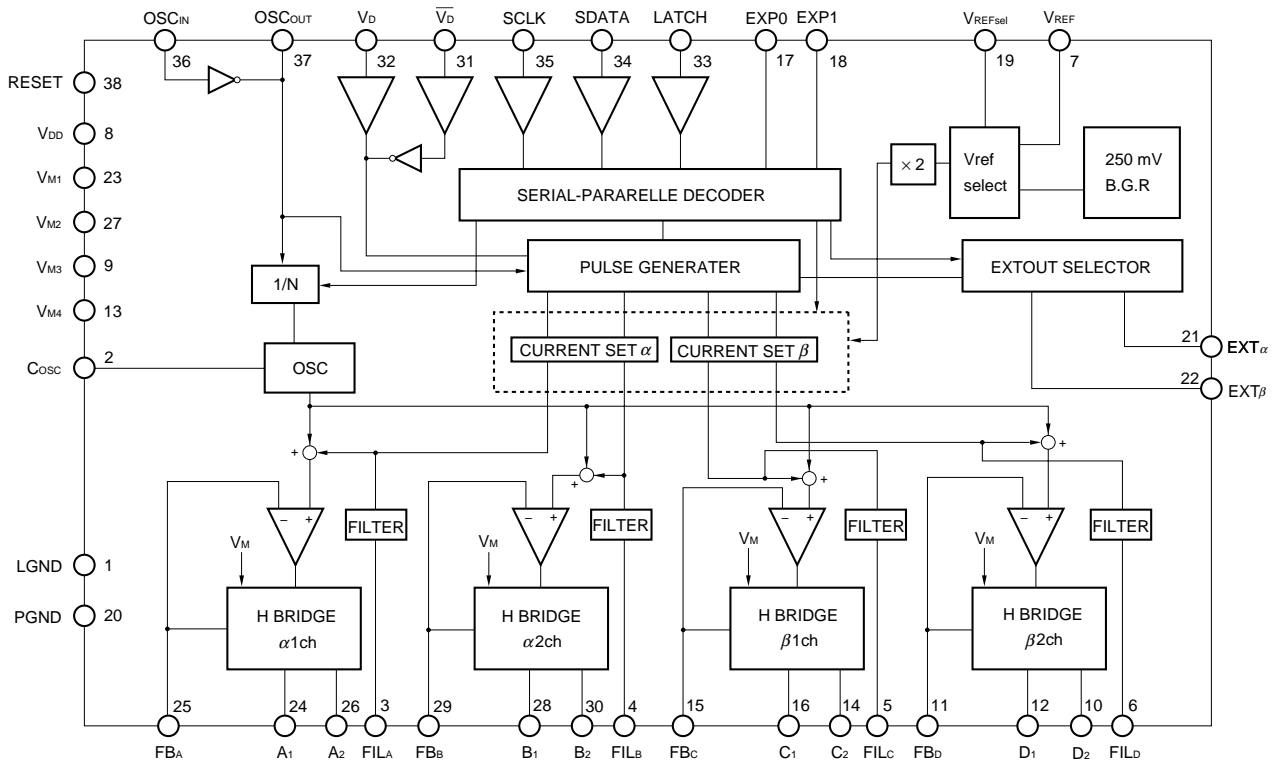 OSCIN OSCOUT VD V̅D̅ SCLK SDATA LATCH EXP0 EXP1 VREFsel VREF
36 37 32 31 35 34 33 17 18 19 7
RESET 38
VDD 8
VM1 23
VM2 27
VM3 9
VM4 13
COSC 2
LGND 1
PGND 20
× 2
Vref
select
250 mV
B.G.R
SERIAL-PARARELLE DECODER
PULSE GENERATER
EXTOUT SELECTOR
1/N
OSC
CURRENT SET α
CURRENT SET β
21 EXTα
22 EXTβ
+ + + +
− + − + − + − +
FILTER FILTER FILTER FILTER
VM VM VM VM
H BRIDGE
α1ch
H BRIDGE
α2ch
H BRIDGE
β1ch
H BRIDGE
β2ch
25 24 26 3 29 28 30 4 15 16 14 5 11 12 10 6
FBA A1 A2 FILA FBB B1 B2 FILB FBC C1 C2 FILC FBD D1 D2 FILD